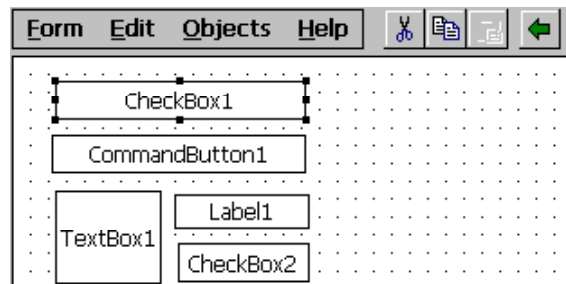 Form Edit Objects Help
CheckBox1
CommandButton1
TextBox1
Label1
CheckBox2